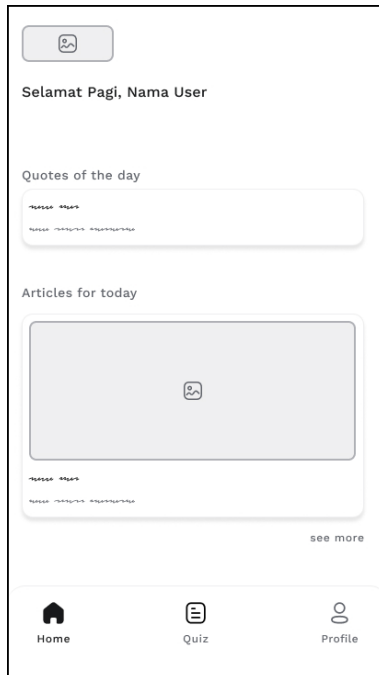 Selamat Pagi, Nama User
Quotes of the day
Articles for today
see more
Home
Quiz
Profile